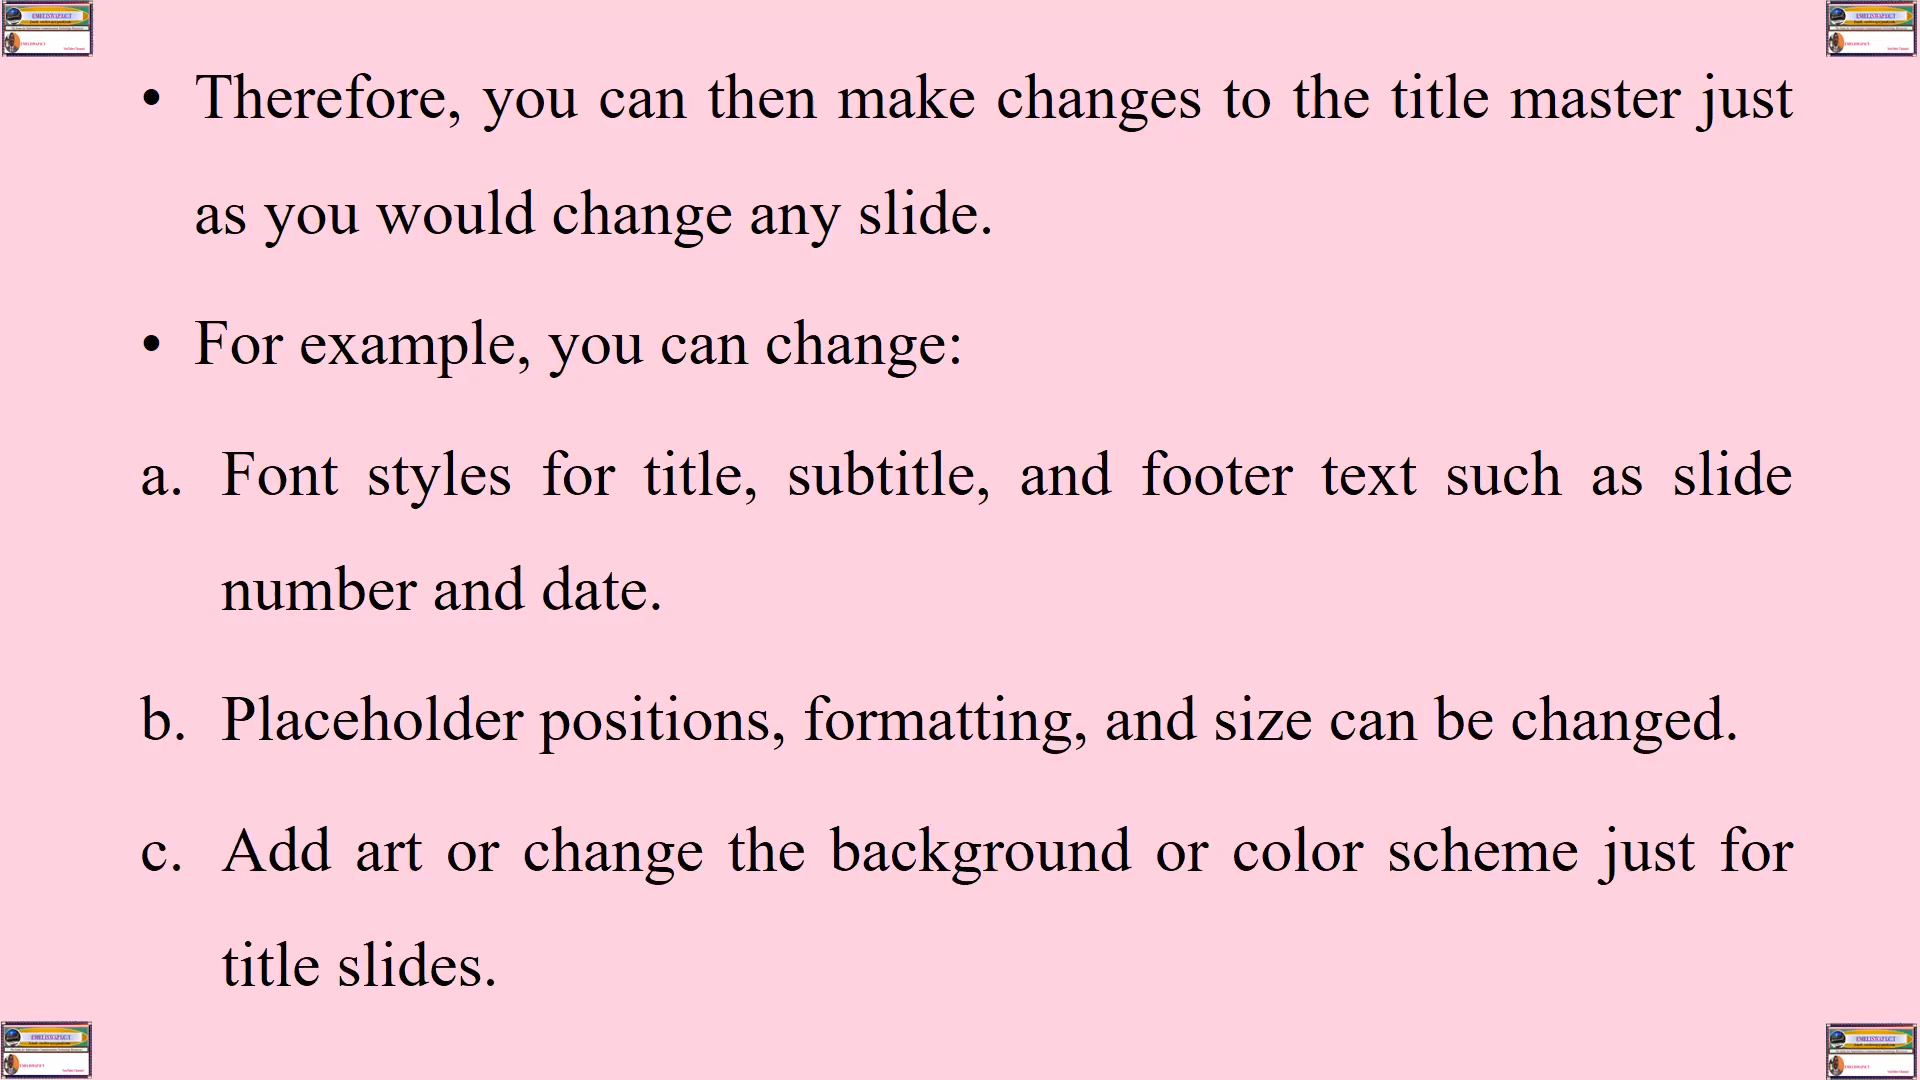 • Therefore, you can then make changes to the title master just
as you would change any slide.
• For example, you can change:
a. Font styles for title, subtitle, and footer text such as slide
number and date.
b. Placeholder positions, formatting, and size can be changed.
c. Add art or change the background or color scheme just for
title slides.